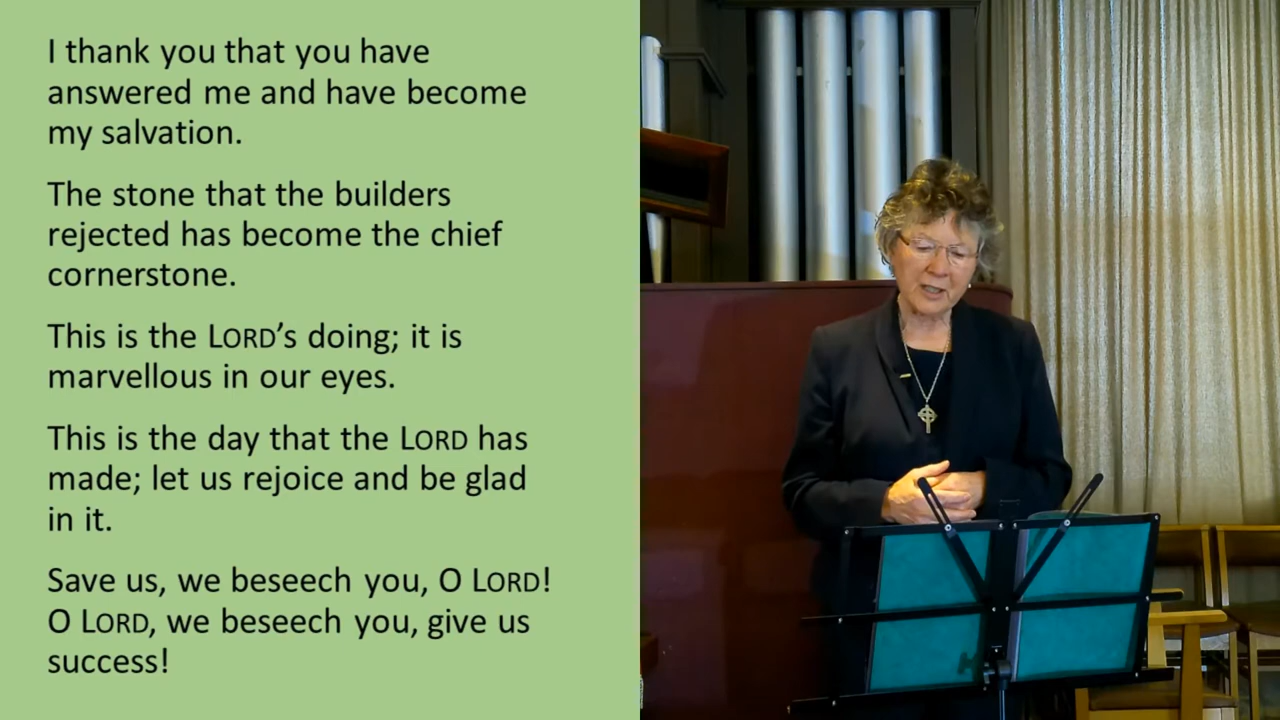 I thank you that you have
answered me and have become
my salvation.
The stone that the builders
rejected has become the chief
cornerstone.
This is the LORD’s doing; it is
marvellous in our eyes.
This is the day that the LORD has
made; let us rejoice and be glad
in it.
Save us, we beseech you, O LORD!
O LORD, we beseech you, give us
success!